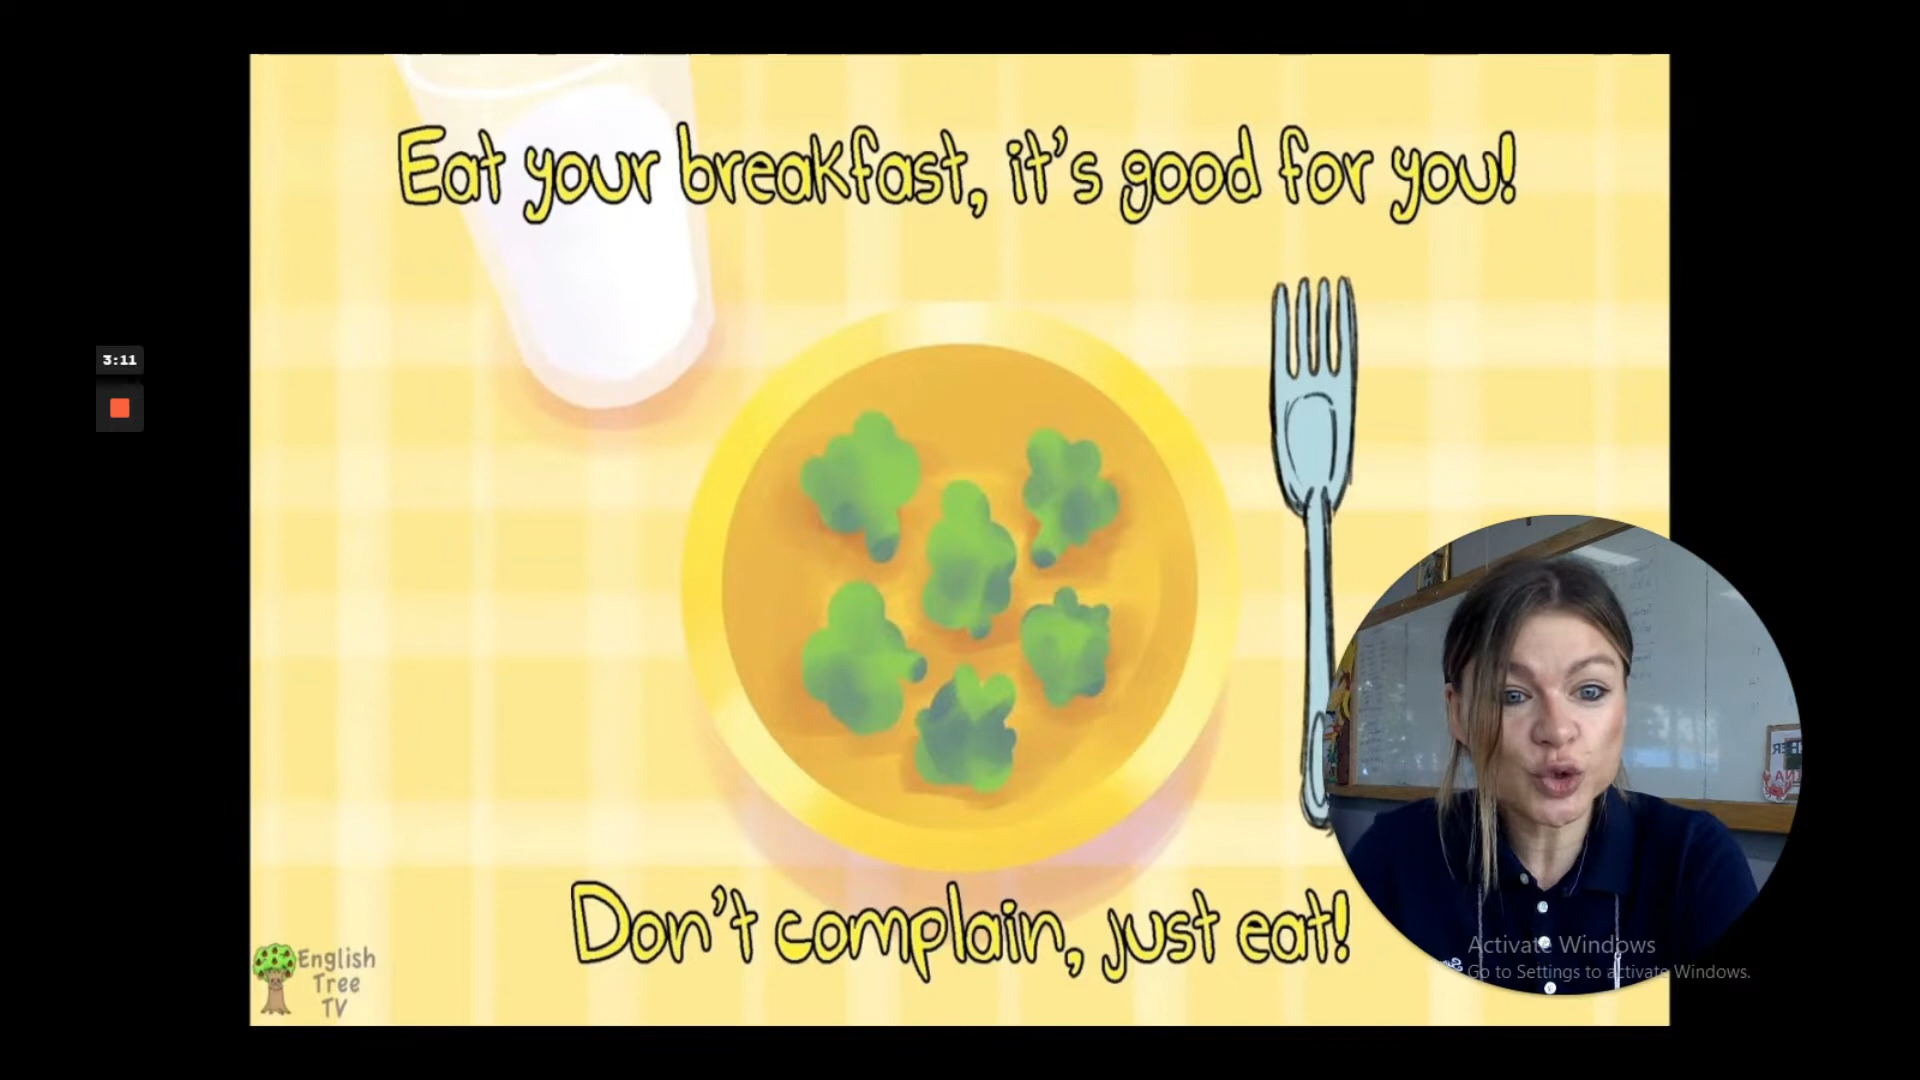 Eat your breakfast, it's good for you!
3:11
Don't complain, just eat!
English
Tree
TV
Activate Windows
Go to Settings to activate Windows.